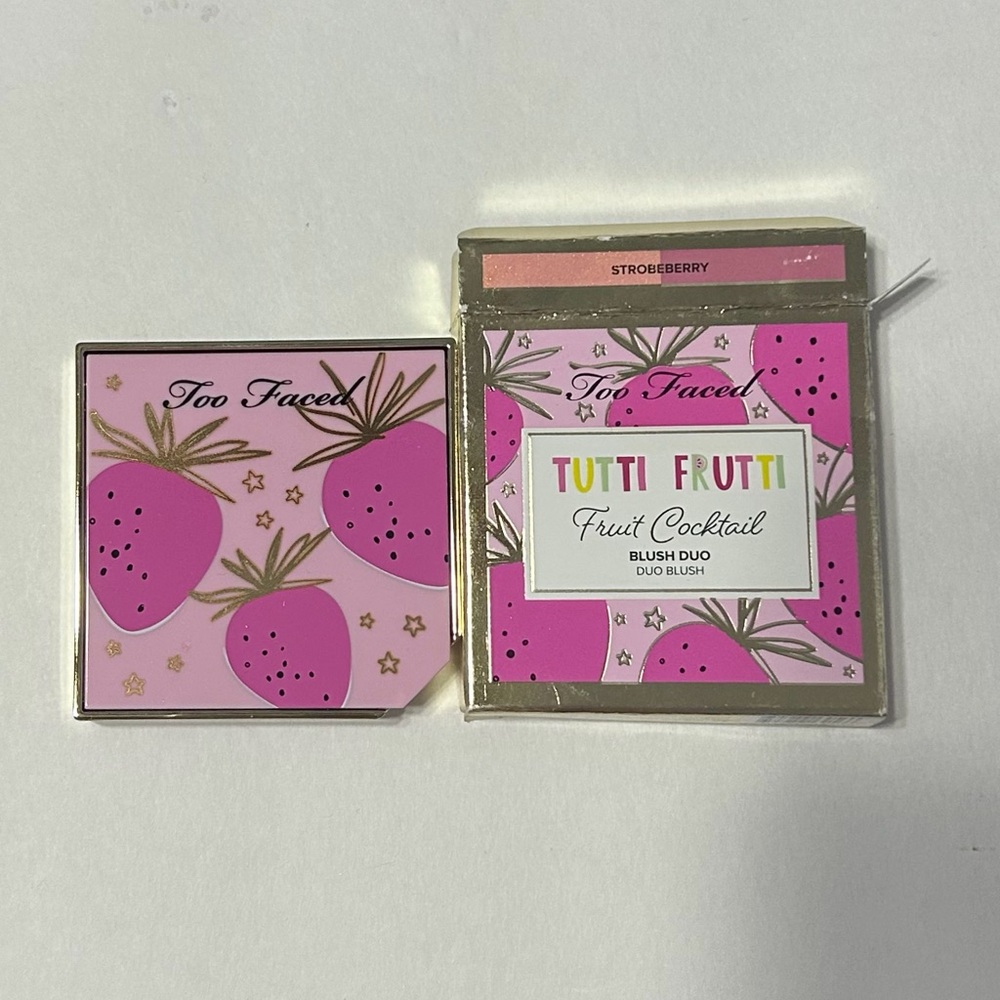 Too Faced
STROBEBERRY
Too Faced
TUTTI FRUTTI
Fruit Cocktail
BLUSH DUO
DUO BLUSH